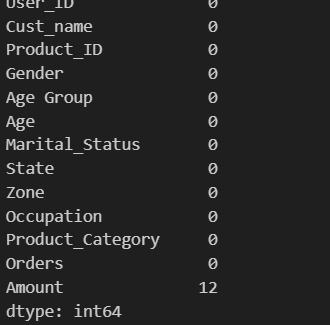 User_ID 0
Cust_name 0
Product_ID 0
Gender 0
Age Group 0
Age 0
Marital_Status 0
State 0
Zone 0
Occupation 0
Product_Category 0
Orders 0
Amount 12
dtype: int64